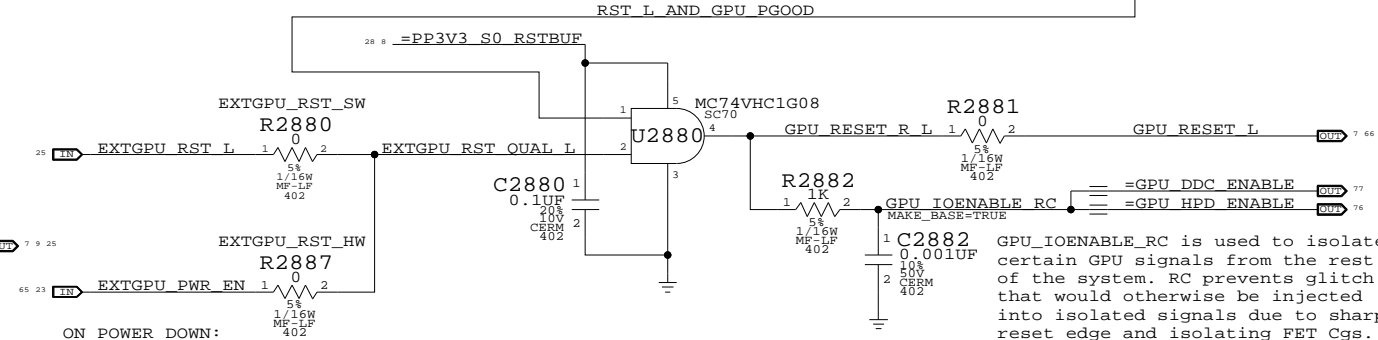 RST_L_AND_GPU_PGOOD
28 8 =PP3V3_S0_RSTBUF
EXTGPU_RST_SW
R2880
0
25 IN EXTGPU_RST_L 1 2 EXTGPU_RST_QUAL_L
5%
1/16W
MF-LF
402
1
2
5
U2880
4
3
MC74VHC1G08
SC70
C2880 1
0.1UF
20%
10V
CERM 2
402
GPU_RESET_R_L
R2881
0
1 2
5%
1/16W
MF-LF
402
GPU_RESET_L OUT 7 66
R2882
1K
1 2
5%
1/16W
MF-LF
402
GPU_IOENABLE_RC
MAKE_BASE=TRUE
=GPU_DDC_ENABLE OUT 77
=GPU_HPD_ENABLE OUT 76
1 C2882
0.001UF
10%
50V
2 CERM
402
7 9 25
EXTGPU_RST_HW
R2887
0
65 23 IN EXTGPU_PWR_EN 1 2
5%
1/16W
MF-LF
402
ON POWER DOWN:
GPU_IOENABLE_RC is used to isolate
certain GPU signals from the rest
of the system. RC prevents glitch
that would otherwise be injected
into isolated signals due to sharp
reset edge and isolating FET Cgs.